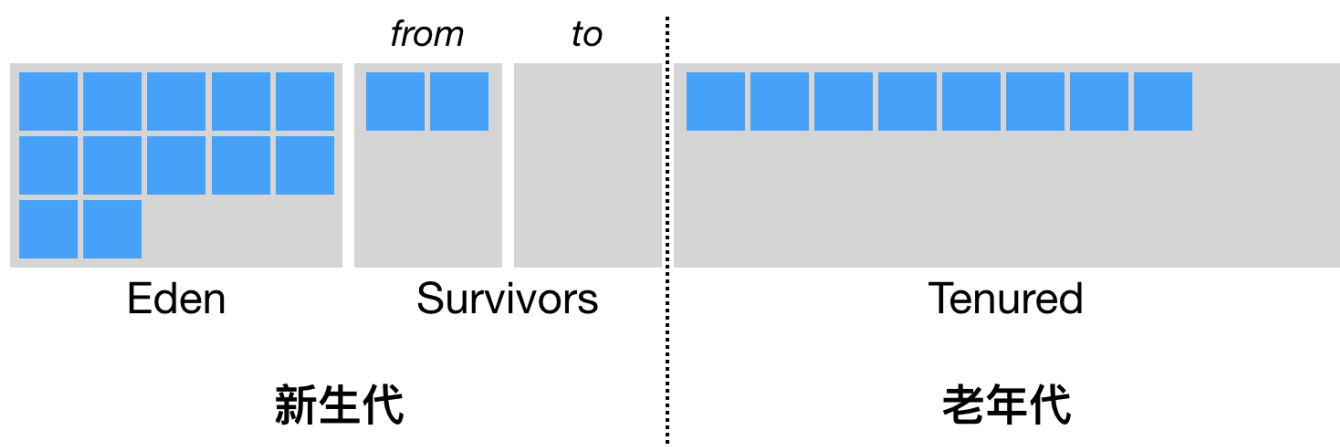 from to
Eden Survivors Tenured
新生代 老年代